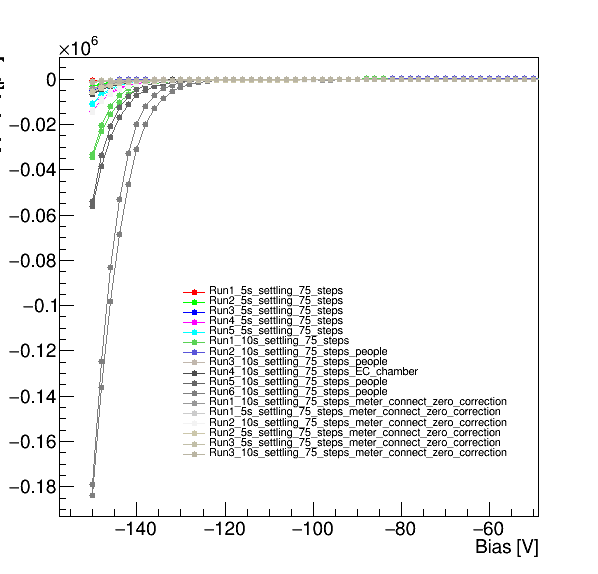 ×10⁶
0
−0.02
−0.04
−0.06
−0.08
−0.1
−0.12
−0.14
−0.16
−0.18
Run1_5s_settling_75_steps
Run2_5s_settling_75_steps
Run3_5s_settling_75_steps
Run4_5s_settling_75_steps
Run5_5s_settling_75_steps
Run1_10s_settling_75_steps
Run2_10s_settling_75_steps_people
Run3_10s_settling_75_steps_people
Run4_10s_settling_75_steps_EC_chamber
Run5_10s_settling_75_steps_people
Run6_10s_settling_75_steps_people
Run1_10s_settling_75_steps_meter_connect_zero_correction
Run1_5s_settling_75_steps_meter_connect_zero_correction
Run2_10s_settling_75_steps_meter_connect_zero_correction
Run2_5s_settling_75_steps_meter_connect_zero_correction
Run3_5s_settling_75_steps_meter_connect_zero_correction
Run3_10s_settling_75_steps_meter_connect_zero_correction
−140 −120 −100 −80 −60
Bias [V]